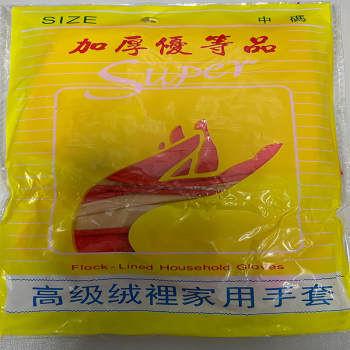 SIZE 中碼
加厚優等品
Super
Flock-Lined Household Gloves
高级绒裡家用手套